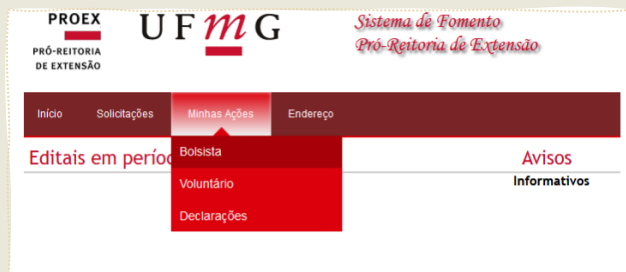 PROEX
PRÓ-REITORIA
DE EXTENSÃO
UFmG
Sistema de Fomento
Pró-Reitoria de Extensão
Início Solicitações Minhas Ações Endereço
Bolsista
Voluntário
Declarações
Editais em períod
Avisos
Informativos